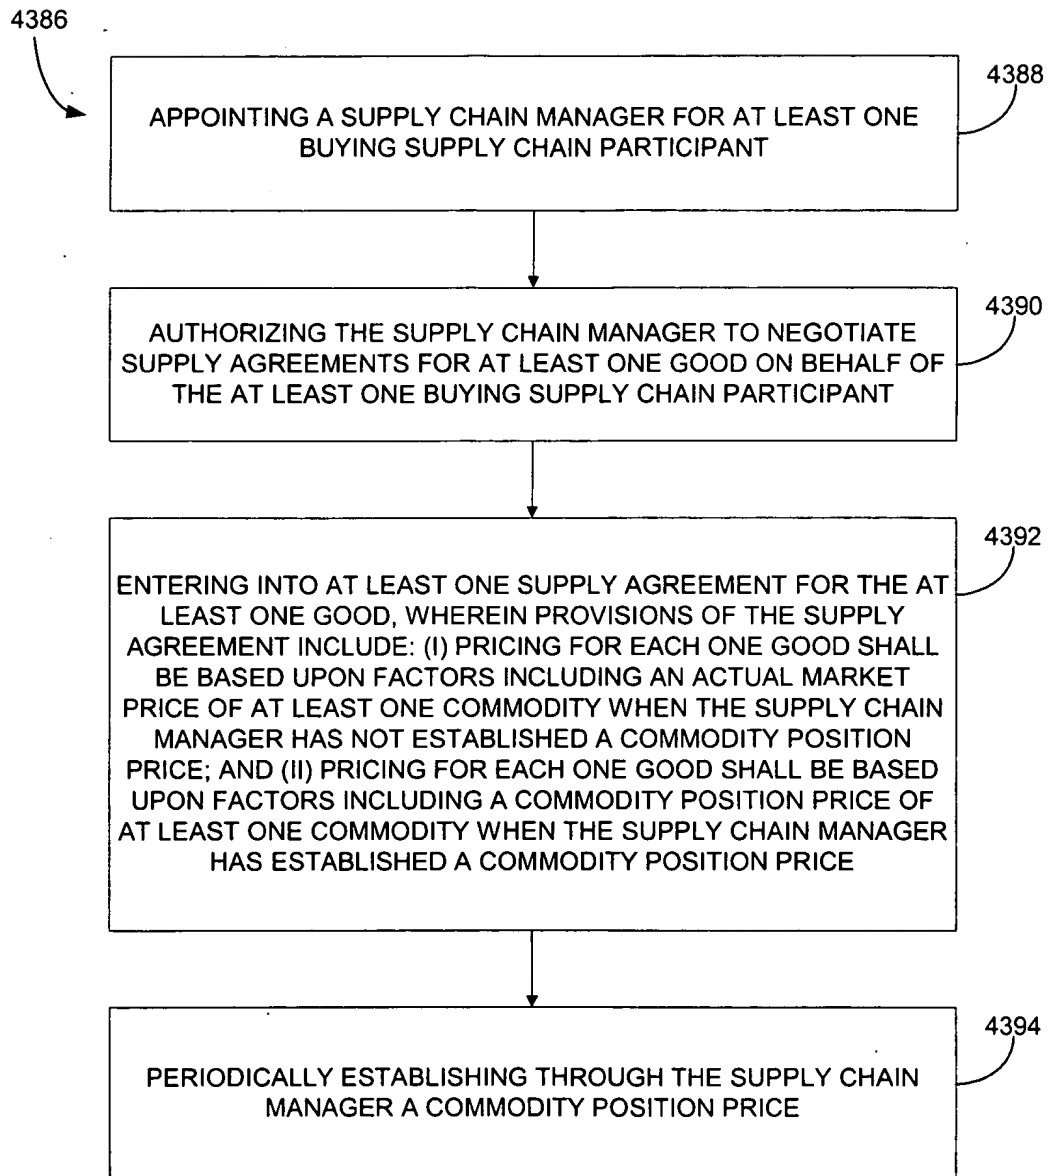 4386
4388
APPOINTING A SUPPLY CHAIN MANAGER FOR AT LEAST ONE
BUYING SUPPLY CHAIN PARTICIPANT
4390
AUTHORIZING THE SUPPLY CHAIN MANAGER TO NEGOTIATE
SUPPLY AGREEMENTS FOR AT LEAST ONE GOOD ON BEHALF OF
THE AT LEAST ONE BUYING SUPPLY CHAIN PARTICIPANT
4392
ENTERING INTO AT LEAST ONE SUPPLY AGREEMENT FOR THE AT
LEAST ONE GOOD, WHEREIN PROVISIONS OF THE SUPPLY
AGREEMENT INCLUDE: (I) PRICING FOR EACH ONE GOOD SHALL
BE BASED UPON FACTORS INCLUDING AN ACTUAL MARKET
PRICE OF AT LEAST ONE COMMODITY WHEN THE SUPPLY CHAIN
MANAGER HAS NOT ESTABLISHED A COMMODITY POSITION
PRICE; AND (II) PRICING FOR EACH ONE GOOD SHALL BE BASED
UPON FACTORS INCLUDING A COMMODITY POSITION PRICE OF
AT LEAST ONE COMMODITY WHEN THE SUPPLY CHAIN MANAGER
HAS ESTABLISHED A COMMODITY POSITION PRICE
4394
PERIODICALLY ESTABLISHING THROUGH THE SUPPLY CHAIN
MANAGER A COMMODITY POSITION PRICE